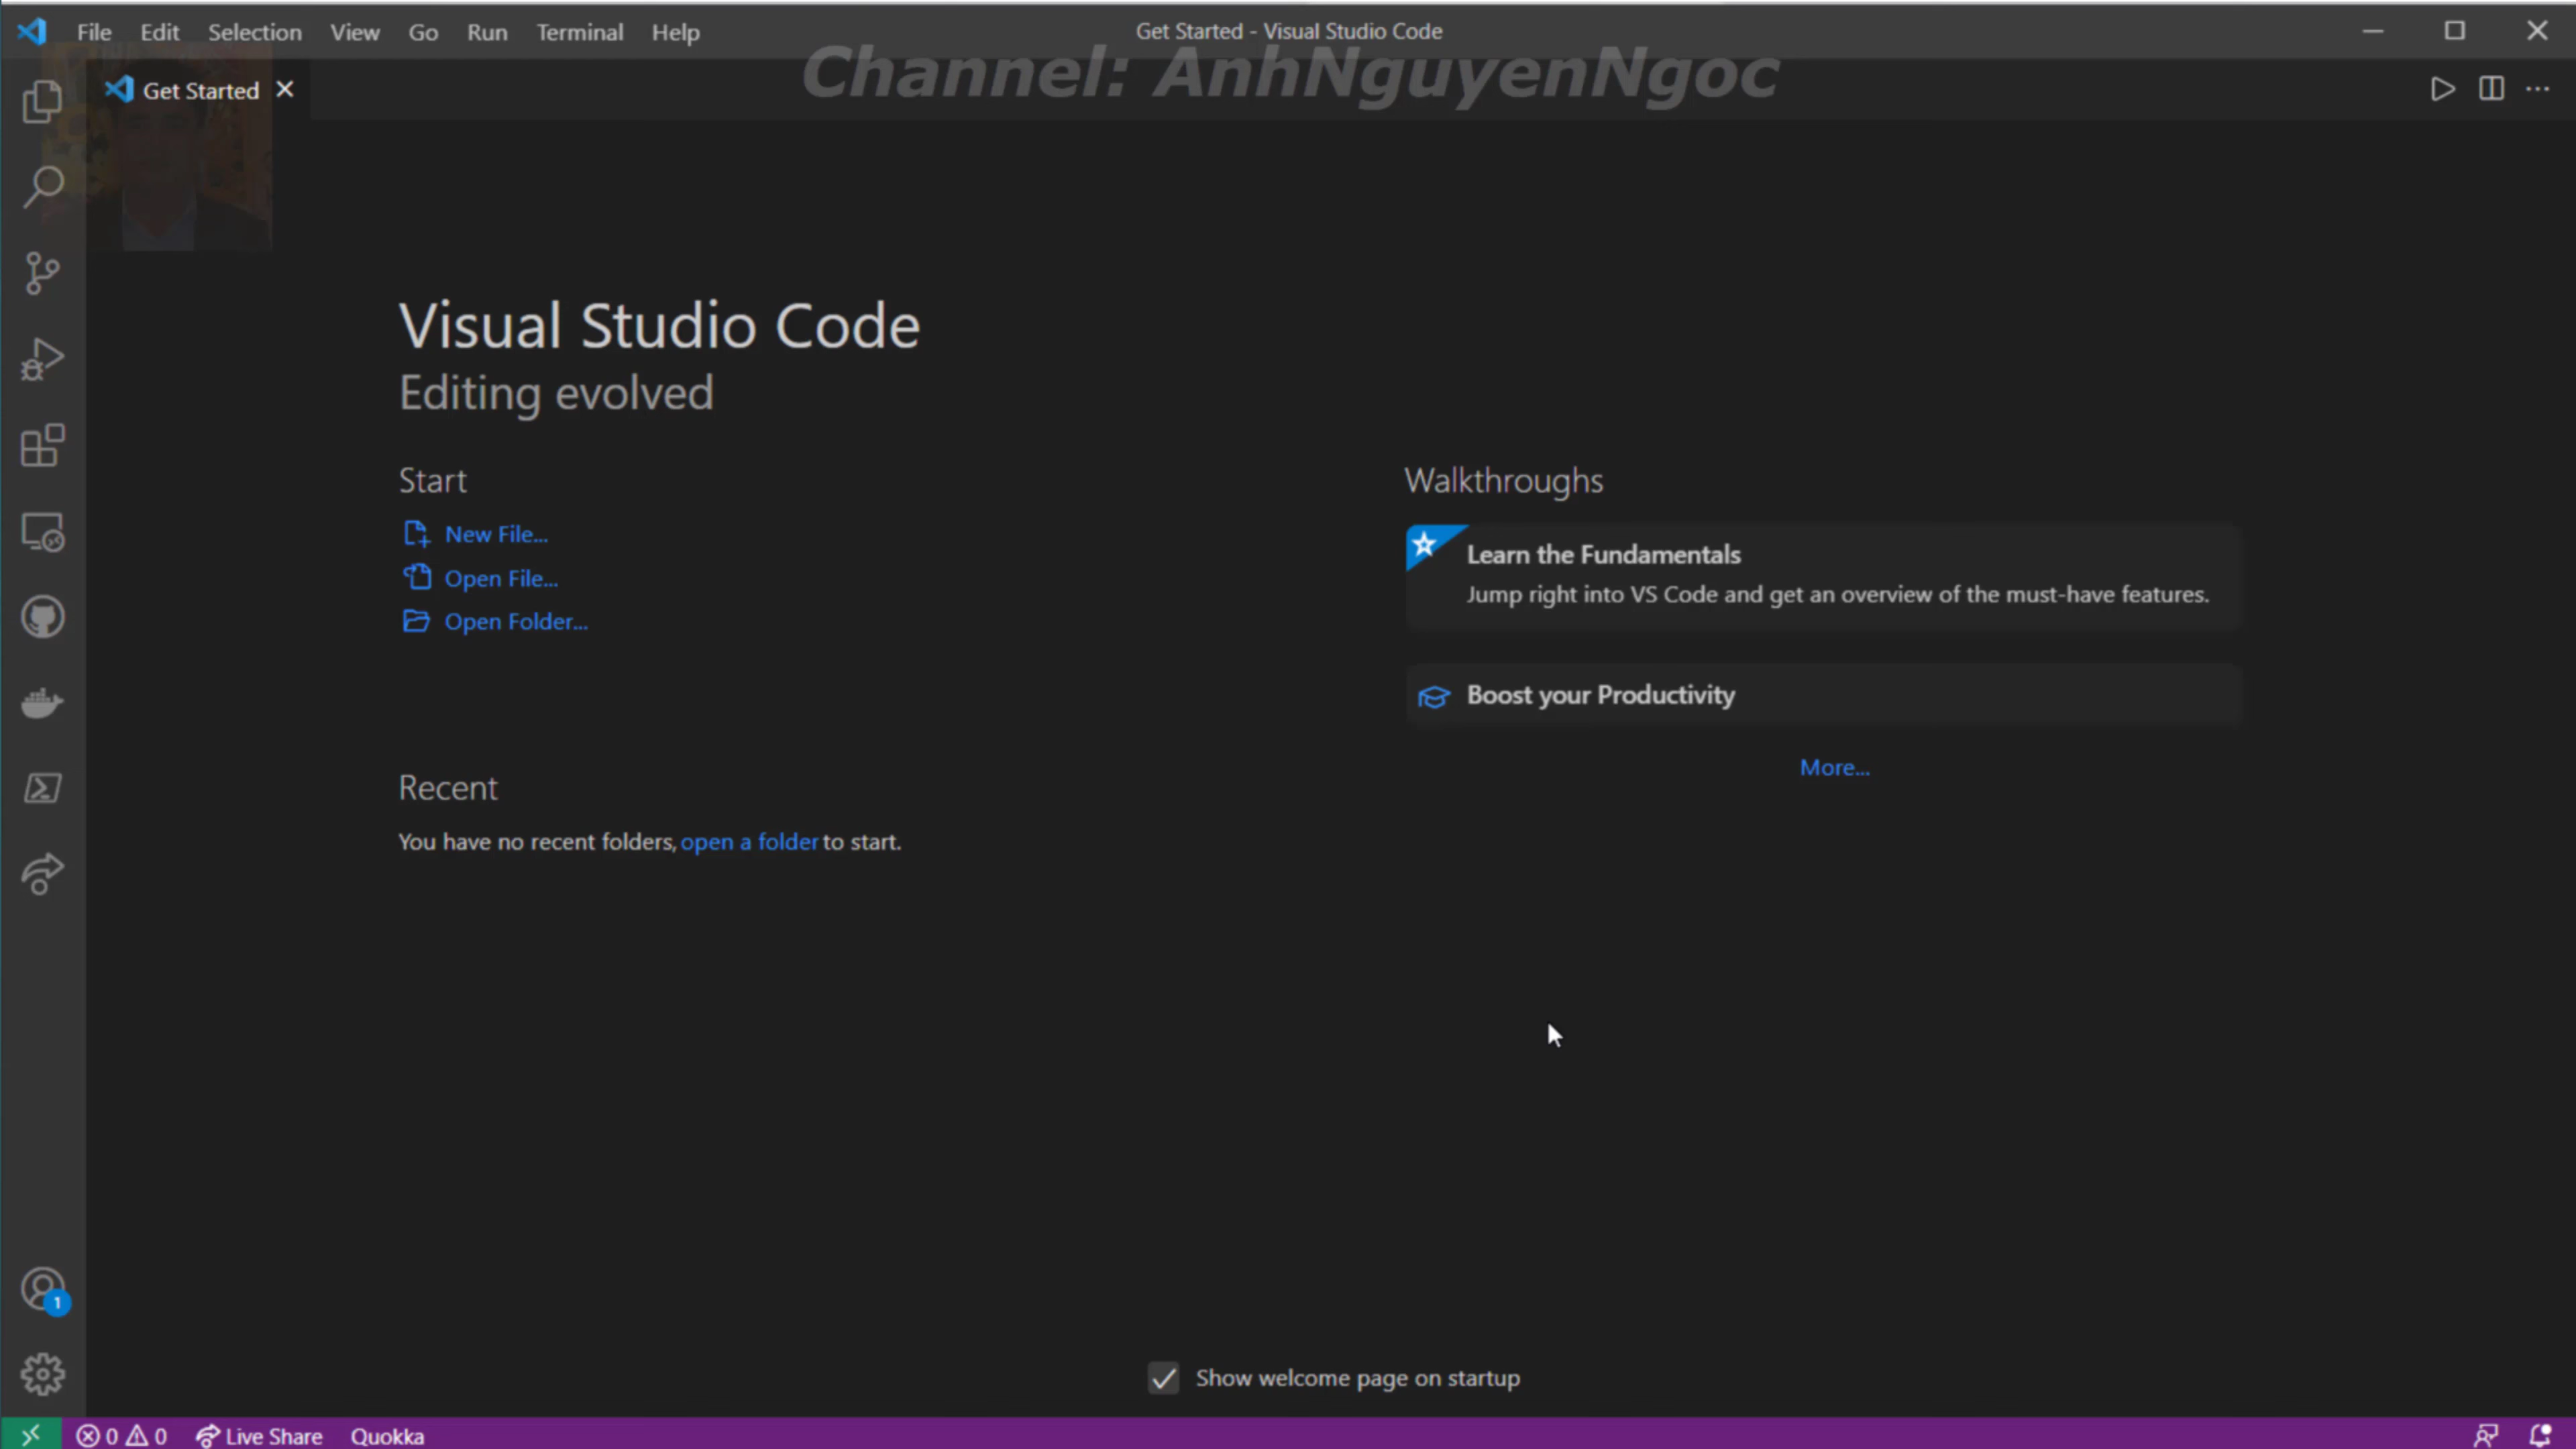 File Edit Selection View Go Run Terminal Help
Get Started - Visual Studio Code
Channel: AnhNguyenNgoc
Get Started
Visual Studio Code
Editing evolved
Start
New File...
Open File...
Open Folder...
Recent
You have no recent folders, open a folder to start.
Walkthroughs
Learn the Fundamentals
Jump right into VS Code and get an overview of the must-have features.
Boost your Productivity
More...
1
Show welcome page on startup
0 0 Live Share Quokka